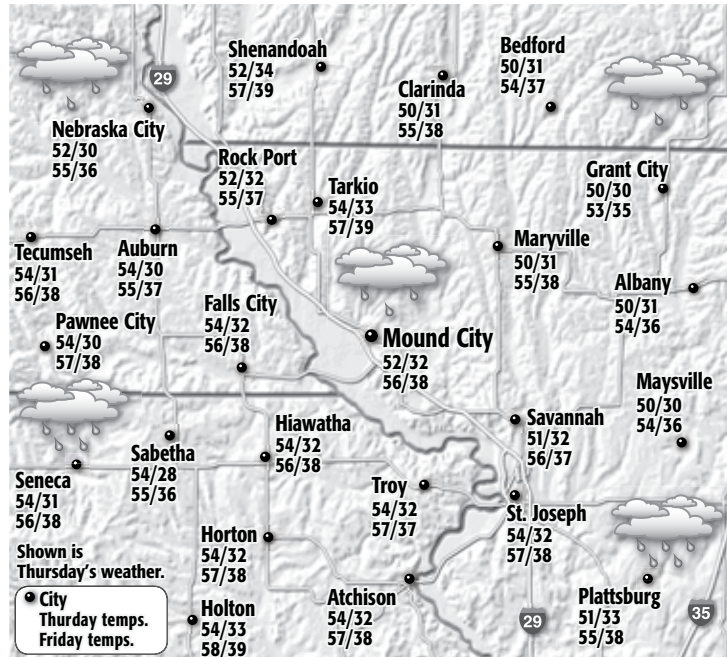 Shenandoah
52/34
57/39
Bedford
50/31
54/37
29
Clarinda
50/31
55/38
Nebraska City
52/30
55/36
Rock Port
52/32
55/37
Tarkio
54/33
57/39
Grant City
50/30
53/35
Tecumseh
54/31
56/38
Auburn
54/30
55/37
Maryville
50/31
55/38
Albany
50/31
54/36
Falls City
54/32
56/38
Pawnee City
54/30
57/38
Mound City
52/32
56/38
Maysville
50/30
54/36
Hiawatha
54/32
56/38
Savannah
51/32
56/37
Sabetha
54/28
55/36
Seneca
54/31
56/38
Troy
54/32
57/37
St. Joseph
54/32
57/38
Horton
54/32
57/38
Shown is
Thursday's weather.
City
Thurday temps.
Friday temps.
Holton
54/33
58/39
Atchison
54/32
57/38
Plattsburg
51/33
55/38
29
35